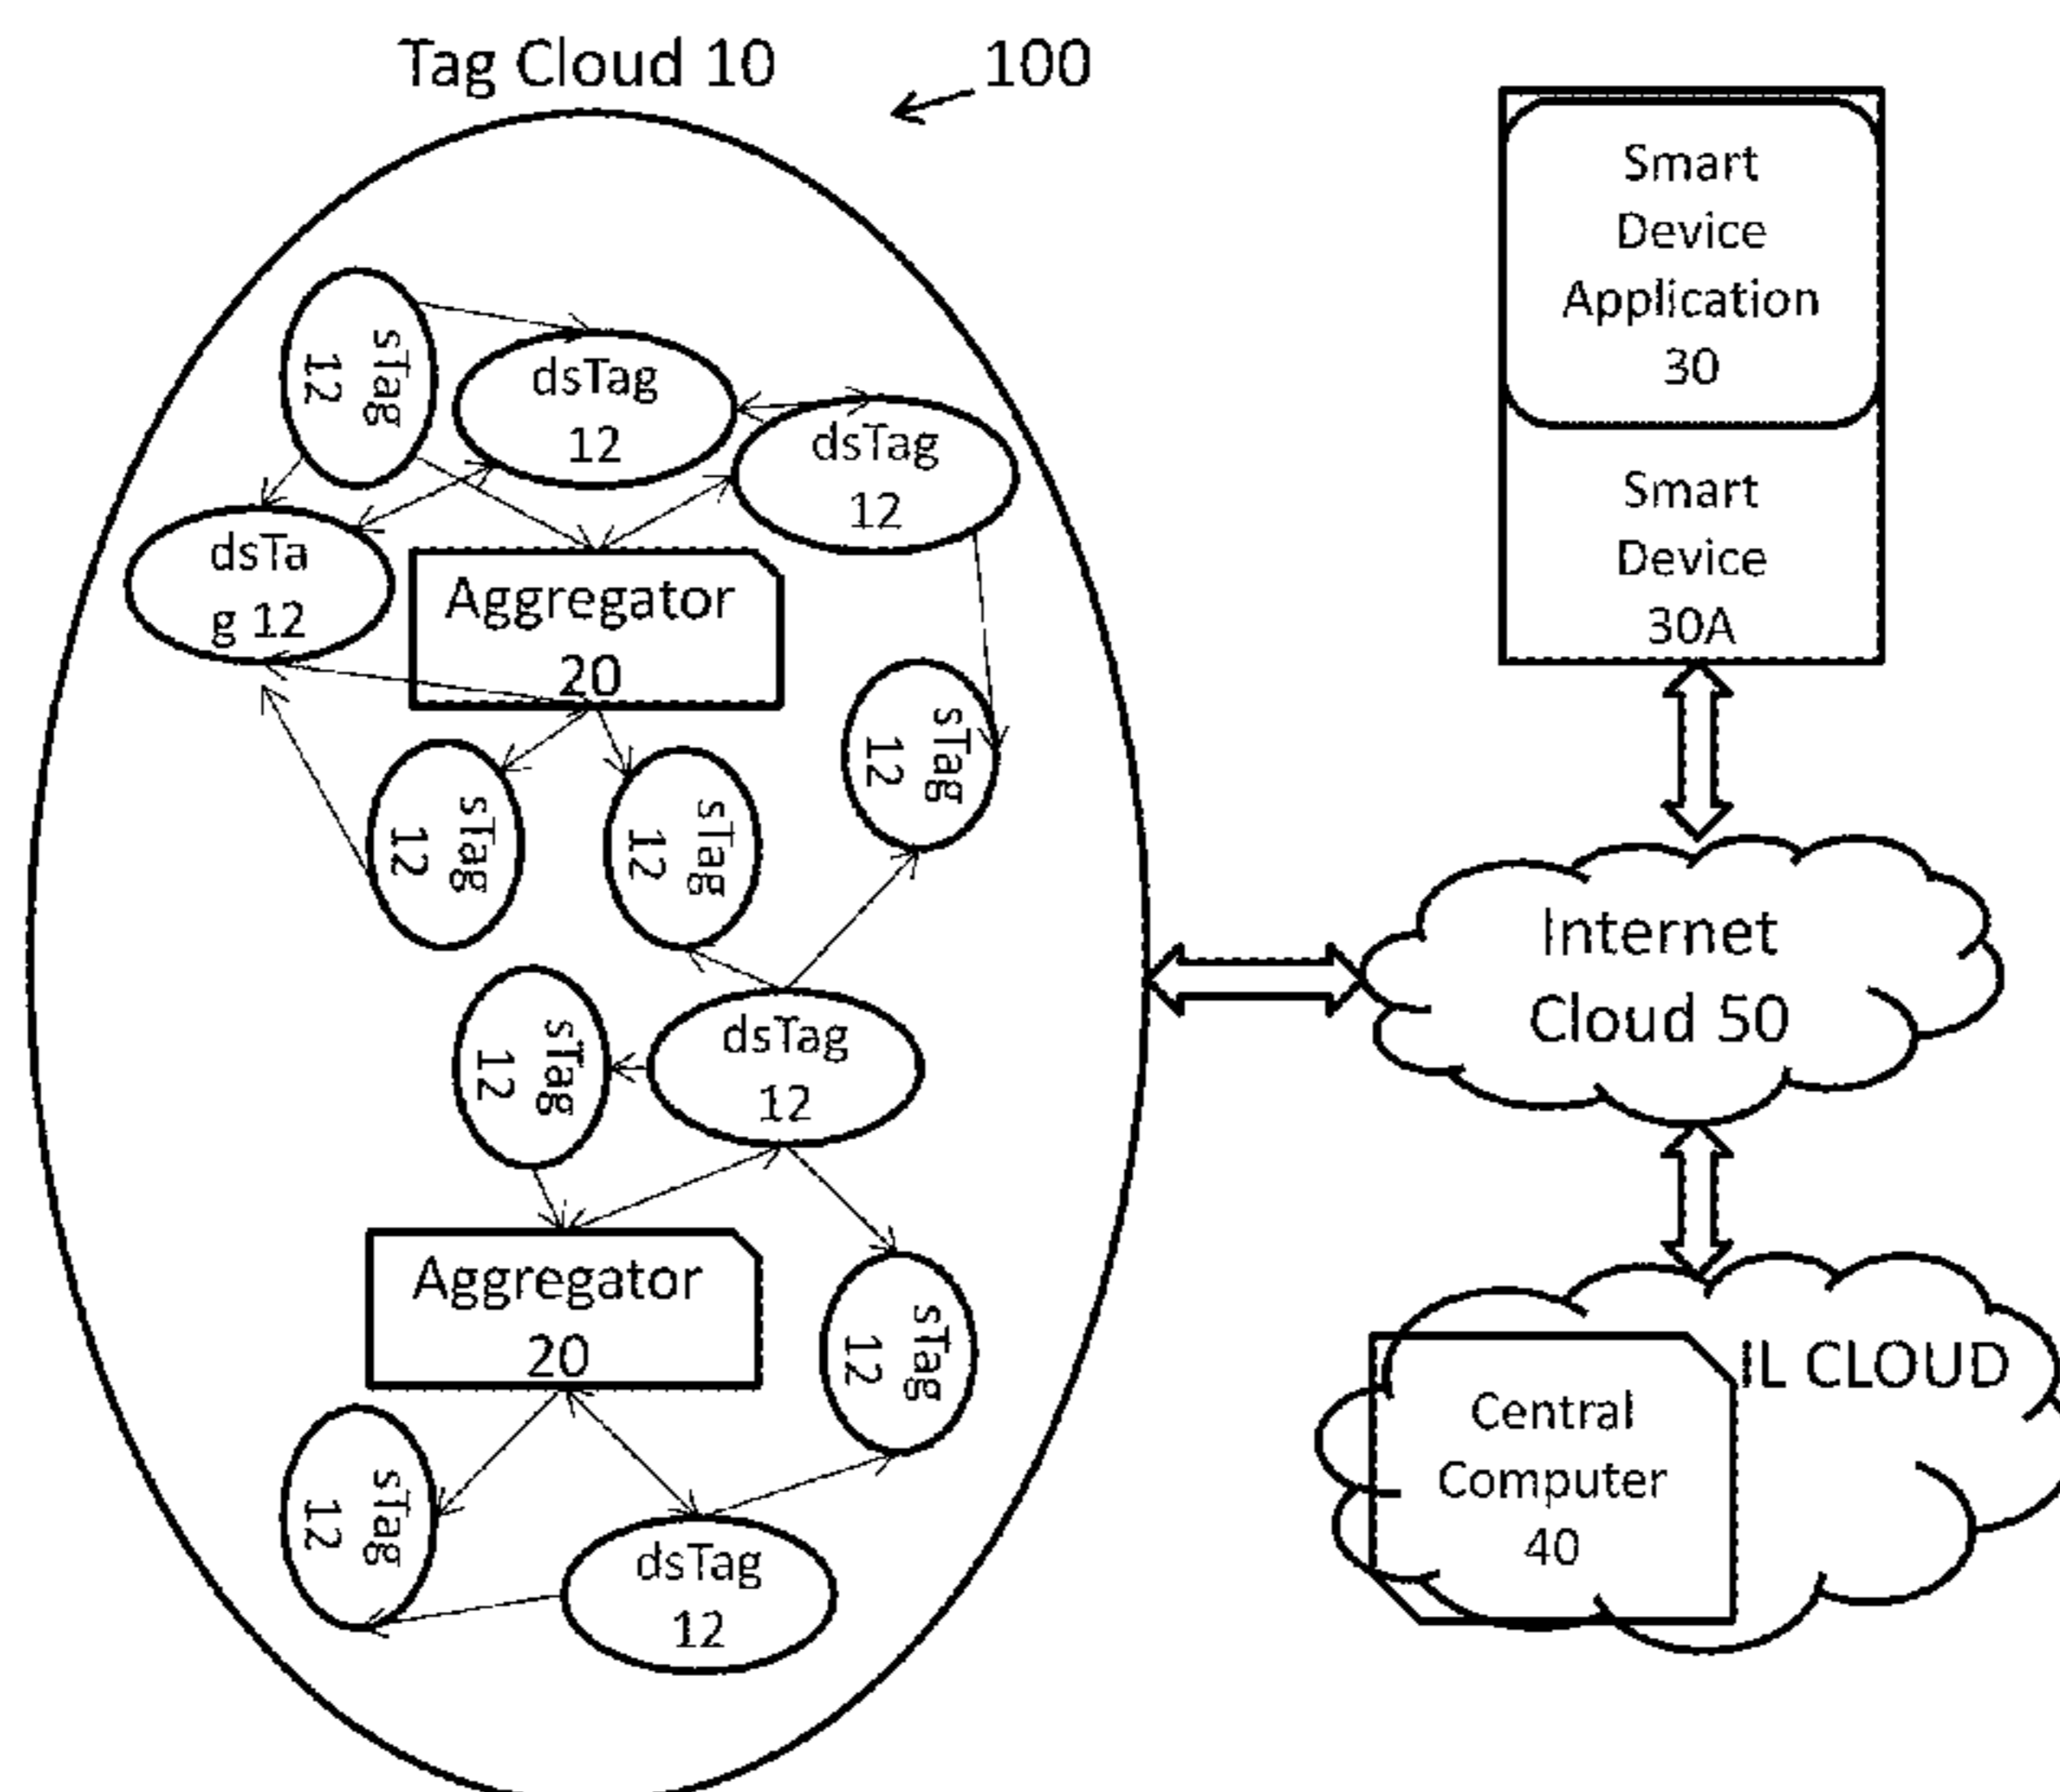 Tag Cloud 10
100
sTag
12
dsTag
12
dsTag
12
dsTa
g 12
Aggregator
20
sTag
12
sTag
12
sTag
12
sTag
12
dsTag
12
Aggregator
20
sTag
12
sTag
12
dsTag
12
Smart
Device
Application
30
Smart
Device
30A
Internet
Cloud 50
IL CLOUD
Central
Computer
40